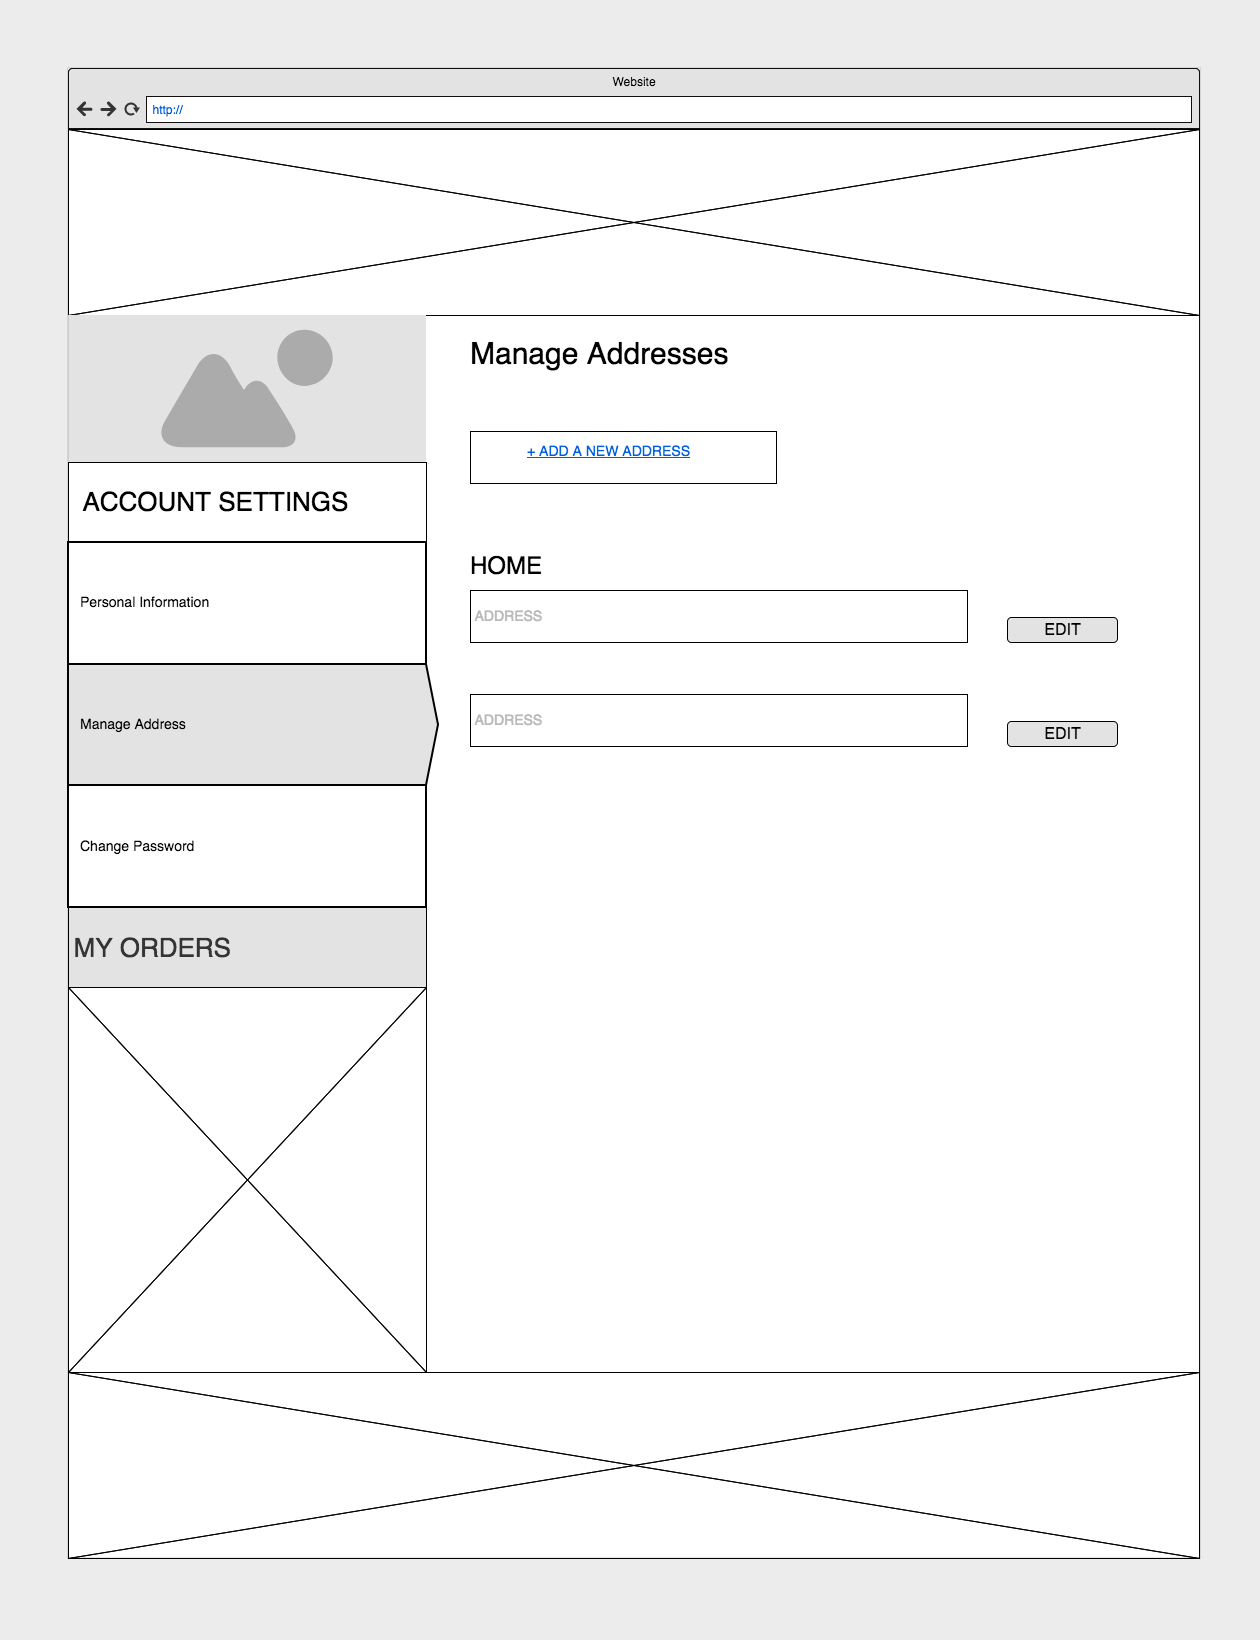 Website
http://
Manage Addresses
+ ADD A NEW ADDRESS
ACCOUNT SETTINGS
HOME
Personal Information
ADDRESS
EDIT
Manage Address
ADDRESS
EDIT
Change Password
MY ORDERS